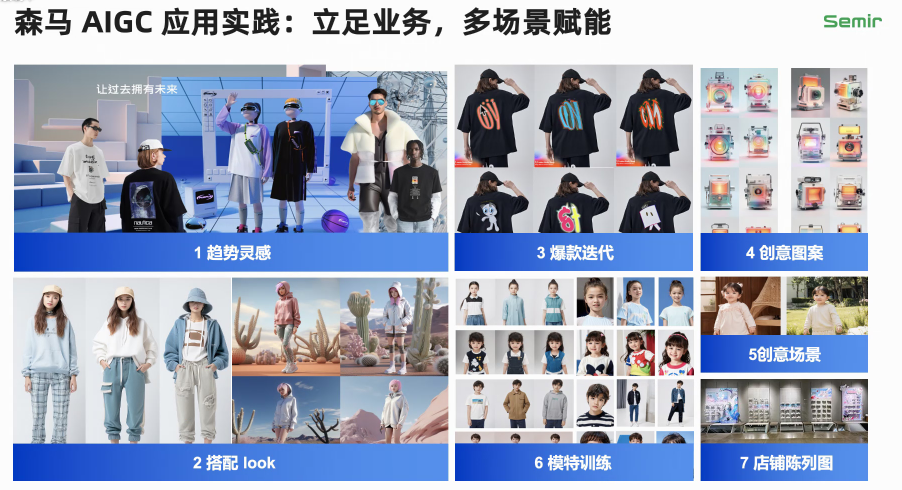 森马 AIGC 应用实践：立足业务，多场景赋能
Semir
让过去拥有未来
nautica
1 趋势灵感
3 爆款迭代
4 创意图案
5创意场景
2 搭配 look
6 模特训练
7 店铺陈列图